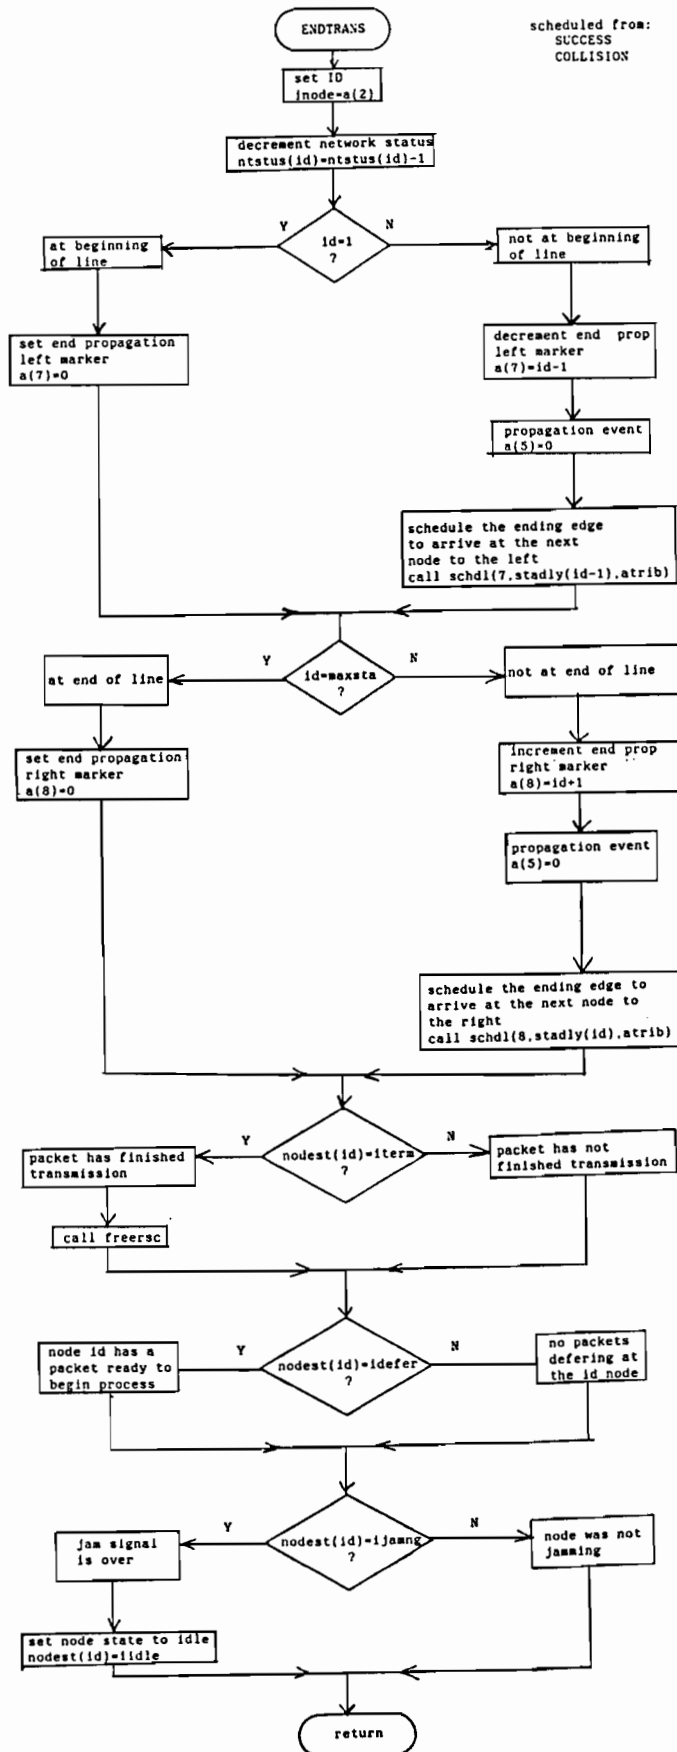 ENDTRANS
scheduled from:
SUCCESS
COLLISION
set ID
inode=a(2)
decrement network status
ntstus(id)=ntstus(id)-1
Y
N
id=1
?
at beginning
of line
not at beginning
of line
set end propagation
left marker
a(7)=0
decrement end prop
left marker
a(7)=id-1
propagation event
a(5)=0
schedule the ending edge
to arrive at the next
node to the left
call schdl(7,stadly(id-1),atrib)
Y
N
id=maxsta
?
at end of line
not at end of line
set end propagation
right marker
a(8)=0
increment end prop
right marker
a(8)=id+1
propagation event
a(5)=0
schedule the ending edge to
arrive at the next node to
the right
call schdl(8,stadly(id),atrib)
Y
N
nodest(id)=iterm
?
packet has finished
transmission
packet has not
finished transmission
call freersc
Y
N
nodest(id)=idefer
?
node id has a
packet ready to
begin process
no packets
defering at
the id node
Y
N
nodest(id)=ijamng
?
jam signal
is over
node was not
jamming
set node state to idle
nodest(id)=iidle
return